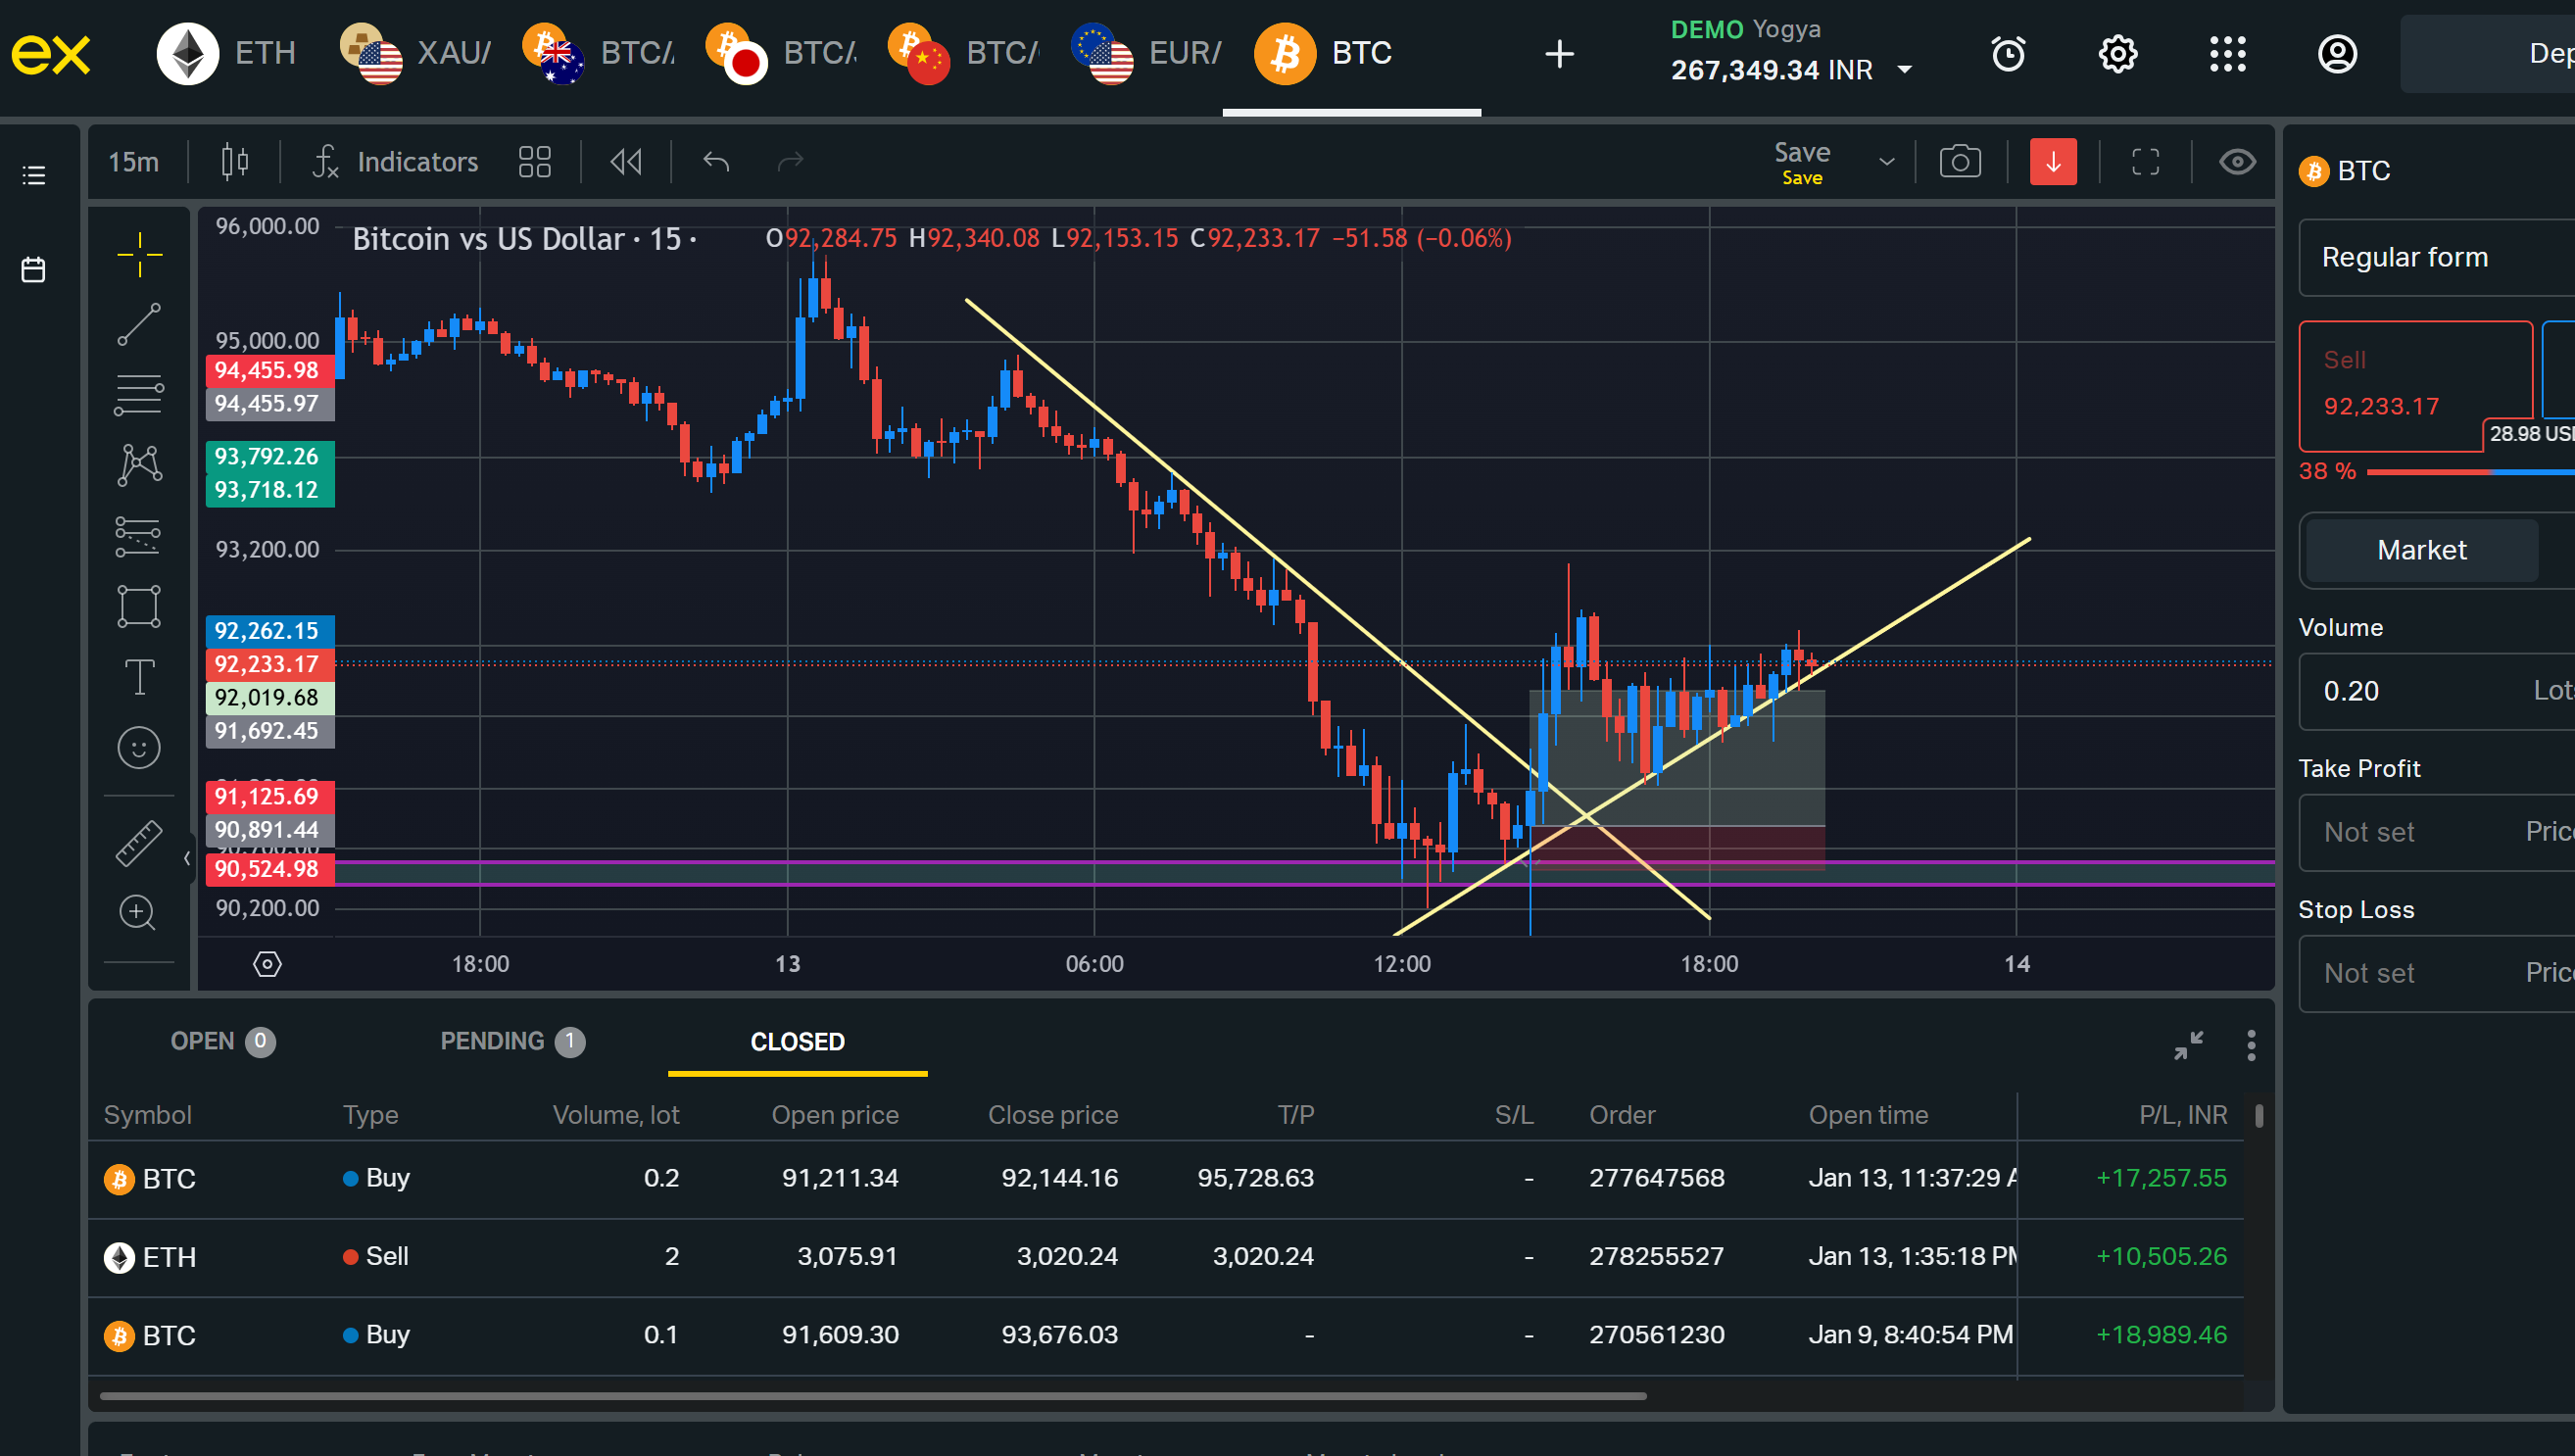 ex
ETH
XAU/
BTC/
BTC/
BTC/
EUR/
BTC
DEMO Yogya
267,349.34 INR
Dep
15m
Indicators
Save
Save
Bitcoin vs US Dollar · 15 ·
O92,284.75 H92,340.08 L92,153.15 C92,233.17 −51.58 (−0.06%)
96,000.00
95,000.00
94,455.98
94,455.97
93,792.26
93,718.12
93,200.00
92,262.15
92,233.17
92,019.68
91,692.45
91,125.69
90,891.44
90,524.98
90,200.00
18:00
13
06:00
12:00
18:00
14
BTC
Regular form
Sell
92,233.17
28.98 USD
38 %
Market
Volume
0.20
Lot
Take Profit
Not set
Price
Stop Loss
Not set
Price
OPEN 0
PENDING 1
CLOSED
Symbol Type Volume, lot Open price Close price T/P S/L Order Open time P/L, INR
BTC Buy 0.2 91,211.34 92,144.16 95,728.63 - 277647568 Jan 13, 11:37:29 A +17,257.55
ETH Sell 2 3,075.91 3,020.24 3,020.24 - 278255527 Jan 13, 1:35:18 PM +10,505.26
BTC Buy 0.1 91,609.30 93,676.03 - - 270561230 Jan 9, 8:40:54 PM +18,989.46